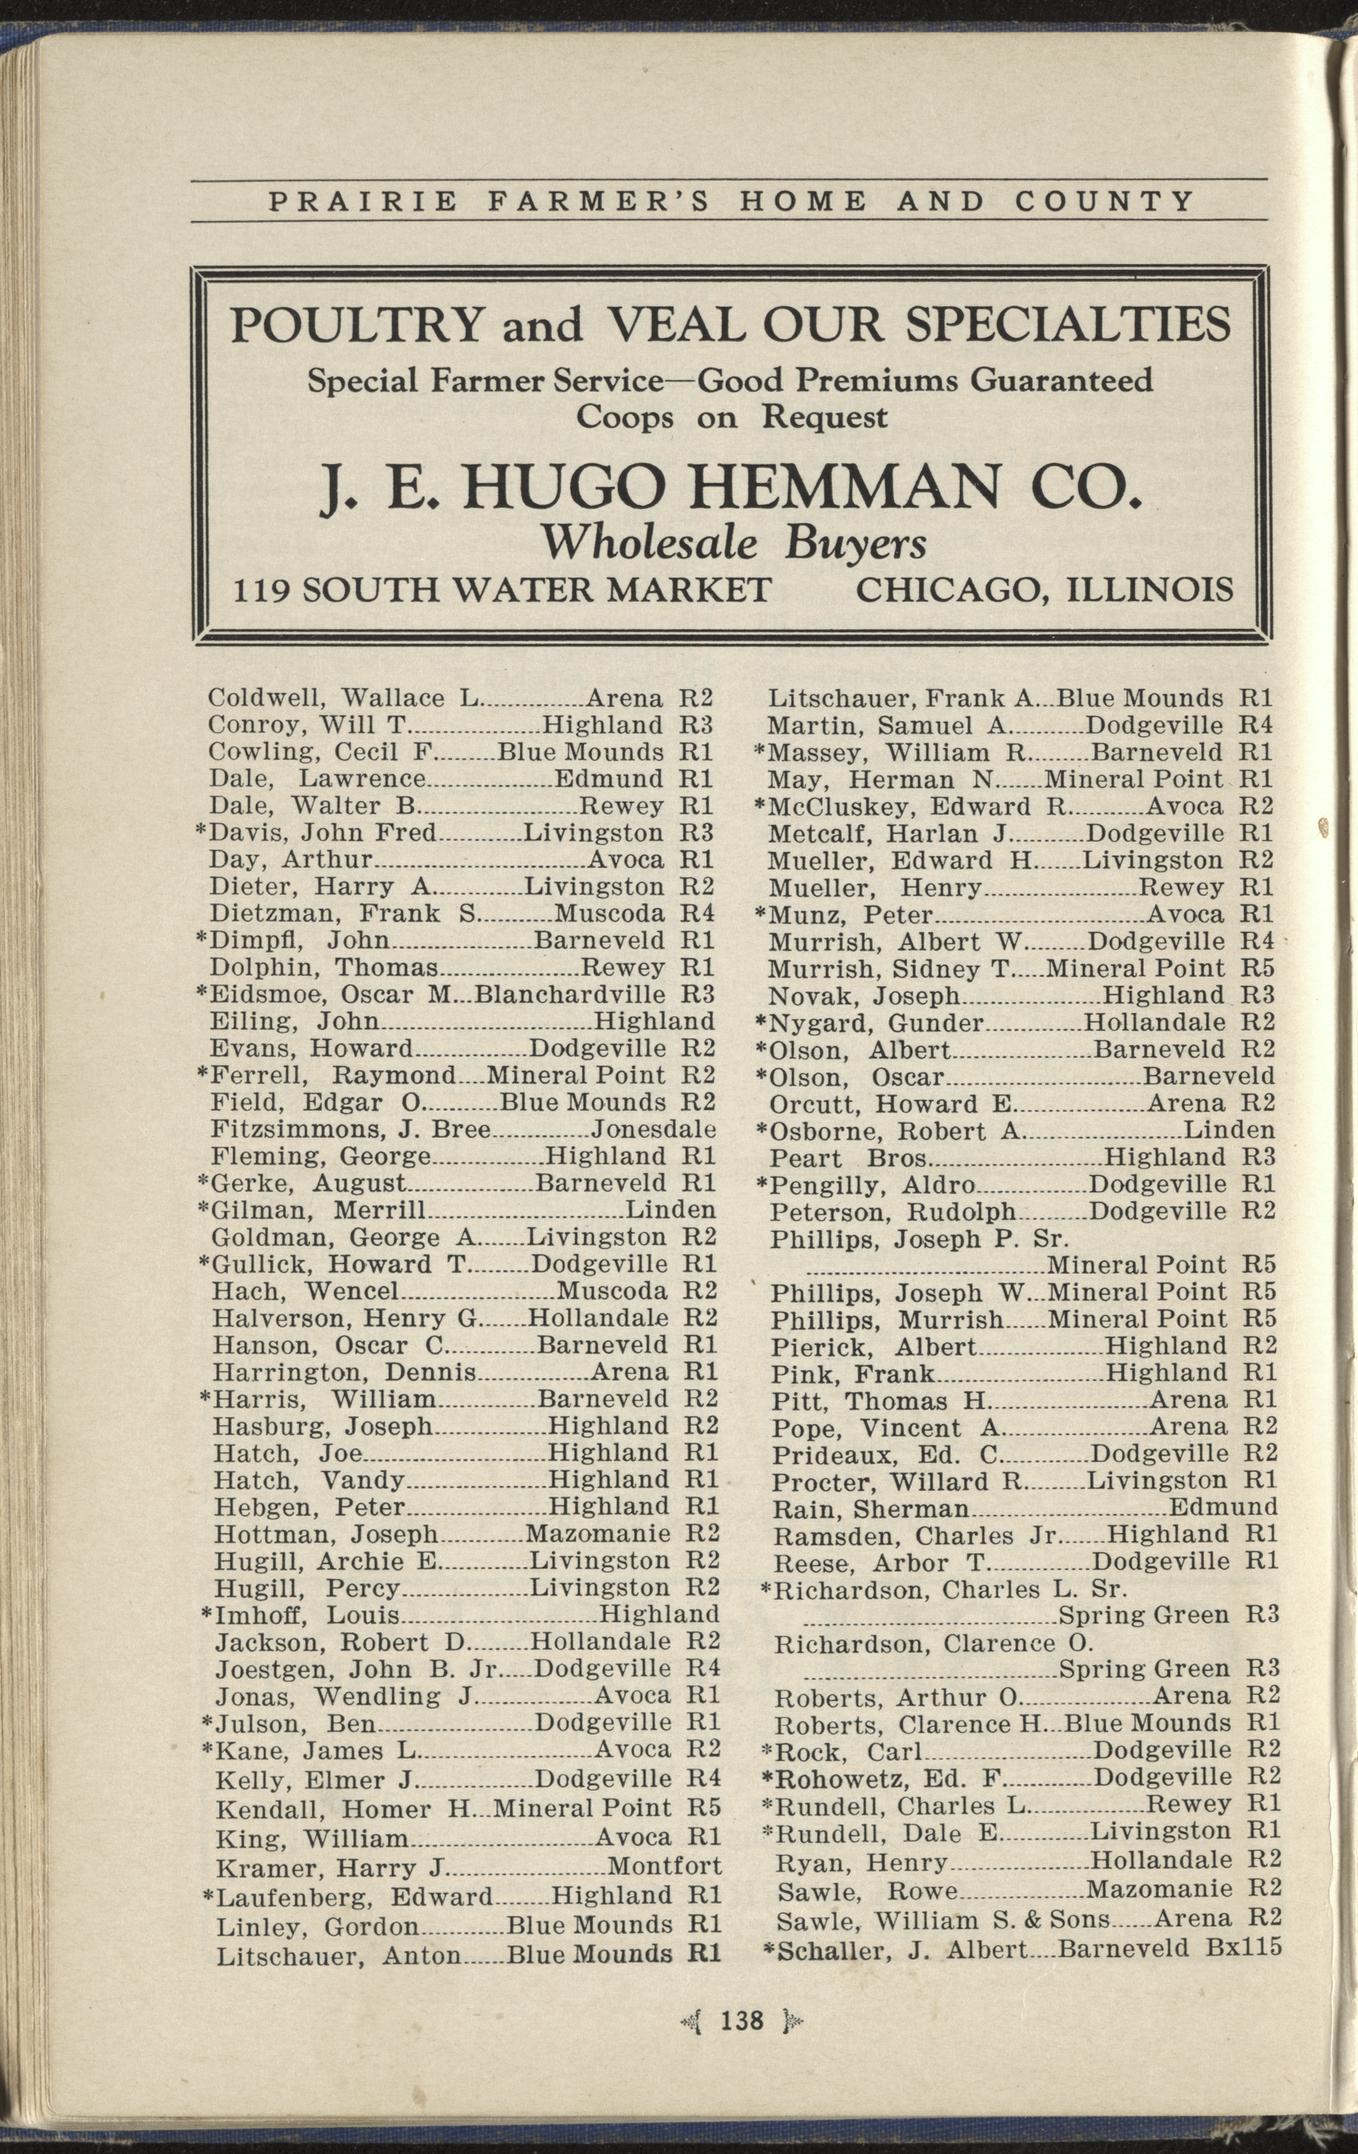 PRAIRIE FARMER'S HOME AND COUNTY
POULTRY and VEAL OUR SPECIALTIES
Special Farmer Service—Good Premiums Guaranteed
Coops on Request
J. E. HUGO HEMMAN CO.
Wholesale Buyers
119 SOUTH WATER MARKET CHICAGO, ILLINOIS
Coldwell, Wallace L..............Arena R2
Conroy, Will T...................Highland R3
Cowling, Cecil F.........Blue Mounds R1
Dale, Lawrence..................Edmund R1
Dale, Walter B.......................Rewey R1
*Davis, John Fred............Livingston R3
Day, Arthur..............................Avoca R1
Dieter, Harry A.............Livingston R2
Dietzman, Frank S...........Muscoda R4
*Dimpfl, John....................Barneveld R1
Dolphin, Thomas....................Rewey R1
*Eidsmoe, Oscar M...Blanchardville R3
Eiling, John..............................Highland
Evans, Howard................Dodgeville R2
*Ferrell, Raymond....Mineral Point R2
Field, Edgar O...........Blue Mounds R2
Fitzsimmons, J. Bree..............Jonesdale
Fleming, George................Highland R1
*Gerke, August..................Barneveld R1
*Gilman, Merrill............................Linden
Goldman, George A.......Livingston R2
*Gullick, Howard T.........Dodgeville R1
Hach, Wencel......................Muscoda R2
Halverson, Henry G.......Hollandale R2
Hanson, Oscar C.............Barneveld R1
Harrington, Dennis................Arena R1
*Harris, William..............Barneveld R2
Hasburg, Joseph................Highland R2
Hatch, Joe..........................Highland R1
Hatch, Vandy....................Highland R1
Hebgen, Peter....................Highland R1
Hottman, Joseph............Mazomanie R2
Hugill, Archie E.............Livingston R2
Hugill, Percy..................Livingston R2
*Imhoff, Louis............................Highland
Jackson, Robert D.........Hollandale R2
Joestgen, John B. Jr.....Dodgeville R4
Jonas, Wendling J.................Avoca R1
*Julson, Ben......................Dodgeville R1
*Kane, James L.........................Avoca R2
Kelly, Elmer J.................Dodgeville R4
Kendall, Homer H...Mineral Point R5
King, William..........................Avoca R1
Kramer, Harry J.......................Montfort
*Laufenberg, Edward........Highland R1
Linley, Gordon............Blue Mounds R1
Litschauer, Anton......Blue Mounds R1
Litschauer, Frank A...Blue Mounds R1
Martin, Samuel A...........Dodgeville R4
*Massey, William R.........Barneveld R1
May, Herman N.......Mineral Point R1
*McCluskey, Edward R...........Avoca R2
Metcalf, Harlan J...........Dodgeville R1
Mueller, Edward H.......Livingston R2
Mueller, Henry......................Rewey R1
*Munz, Peter..............................Avoca R1
Murrish, Albert W.........Dodgeville R4
Murrish, Sidney T.....Mineral Point R5
Novak, Joseph....................Highland R3
*Nygard, Gunder..............Hollandale R2
*Olson, Albert....................Barneveld R2
*Olson, Oscar............................Barneveld
Orcutt, Howard E...................Arena R2
*Osborne, Robert A.......................Linden
Peart Bros.........................Highland R3
*Pengilly, Aldro................Dodgeville R1
Peterson, Rudolph..........Dodgeville R2
Phillips, Joseph P. Sr.
..................................Mineral Point R5
Phillips, Joseph W...Mineral Point R5
Phillips, Murrish......Mineral Point R5
Pierick, Albert..................Highland R2
Pink, Frank........................Highland R1
Pitt, Thomas H.......................Arena R1
Pope, Vincent A.....................Arena R2
Prideaux, Ed. C.............Dodgeville R2
Procter, Willard R.........Livingston R1
Rain, Sherman............................Edmund
Ramsden, Charles Jr.......Highland R1
Reese, Arbor T...............Dodgeville R1
*Richardson, Charles L. Sr.
....................................Spring Green R3
Richardson, Clarence O.
....................................Spring Green R3
Roberts, Arthur O...................Arena R2
Roberts, Clarence H...Blue Mounds R1
*Rock, Carl........................Dodgeville R2
*Rohowetz, Ed. F.............Dodgeville R2
*Rundell, Charles L.................Rewey R1
*Rundell, Dale E.............Livingston R1
Ryan, Henry....................Hollandale R2
Sawle, Rowe..................Mazomanie R2
Sawle, William S. & Sons......Arena R2
*Schaller, J. Albert....Barneveld Bx115
138